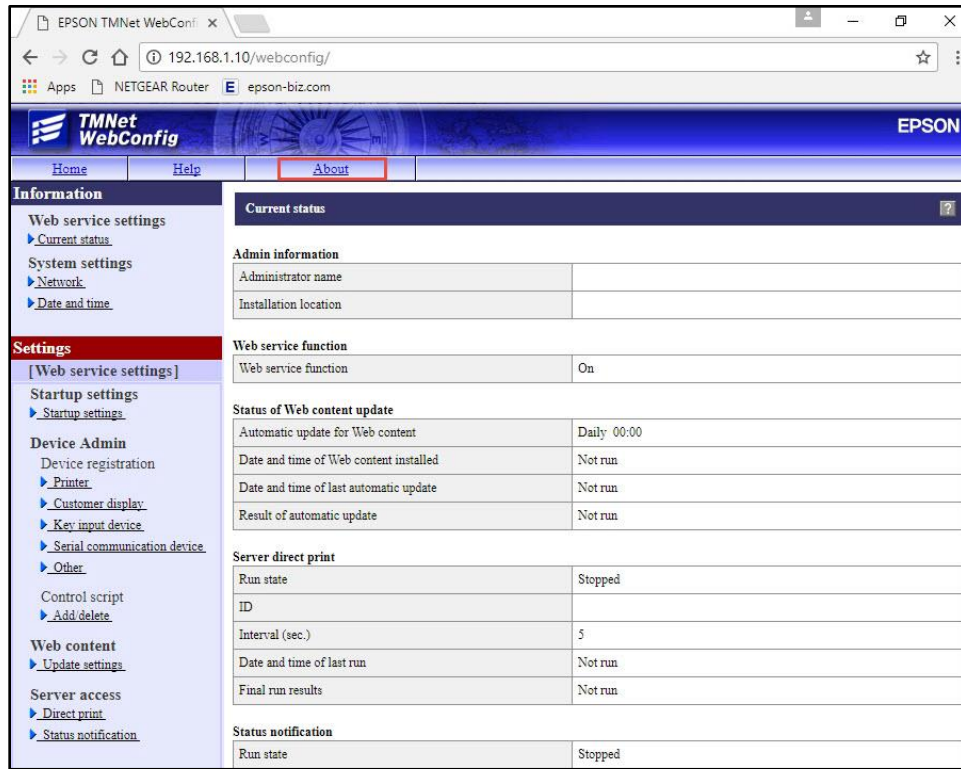 EPSON TMNet WebConfi
192.168.1.10/webconfig/
Apps NETGEAR Router E epson-biz.com
TMNet
WebConfig
EPSON
Home Help About
Information
Web service settings
Current status
System settings
Network
Date and time
Settings
[Web service settings]
Startup settings
Startup settings
Device Admin
Device registration
Printer
Customer display
Key input device
Serial communication device
Other
Control script
Add/delete
Web content
Update settings
Server access
Direct print
Status notification
Current status ?
Admin information
Administrator name
Installation location
Web service function
Web service function On
Status of Web content update
Automatic update for Web content Daily 00:00
Date and time of Web content installed Not run
Date and time of last automatic update Not run
Result of automatic update Not run
Server direct print
Run state Stopped
ID
Interval (sec.) 5
Date and time of last run Not run
Final run results Not run
Status notification
Run state Stopped